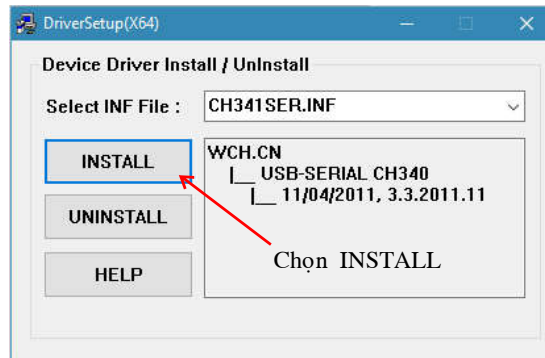 DriverSetup(X64)
Device Driver Install / UnInstall
Select INF File :
CH341SER.INF
INSTALL
UNINSTALL
HELP
WCH.CN
|__ USB-SERIAL CH340
|__ 11/04/2011, 3.3.2011.11
Chọn INSTALL